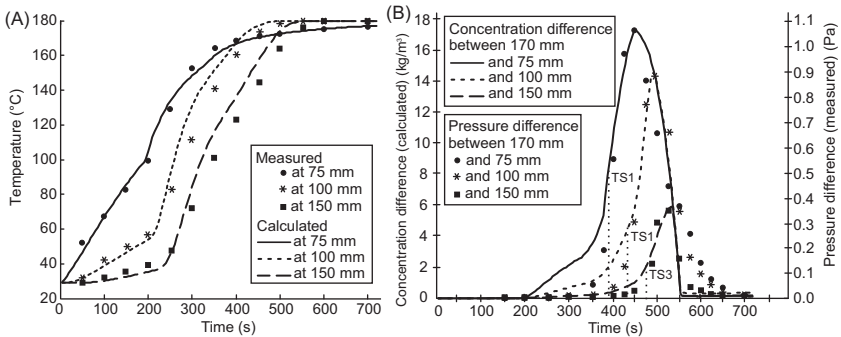 (A)
180
160
140
120
100
80
60
40
20
Temperature (°C)
0 100 200 300 400 500 600 700
Time (s)
Measured
at 75 mm
at 100 mm
at 150 mm
Calculated
at 75 mm
at 100 mm
at 150 mm
(B)
18
16
14
12
10
8
6
4
2
0
Concentration difference (calculated) (kg/m³)
Concentration difference
between 170 mm
and 75 mm
and 100 mm
and 150 mm
Pressure difference
between 170 mm
and 75 mm
and 100 mm
and 150 mm
TS1
TS1
TS3
0 100 200 300 400 500 600 700
Time (s)
1.1
1.0
0.9
0.8
0.7
0.6
0.5
0.4
0.3
0.2
0.1
0.0
Pressure difference (measured) (Pa)